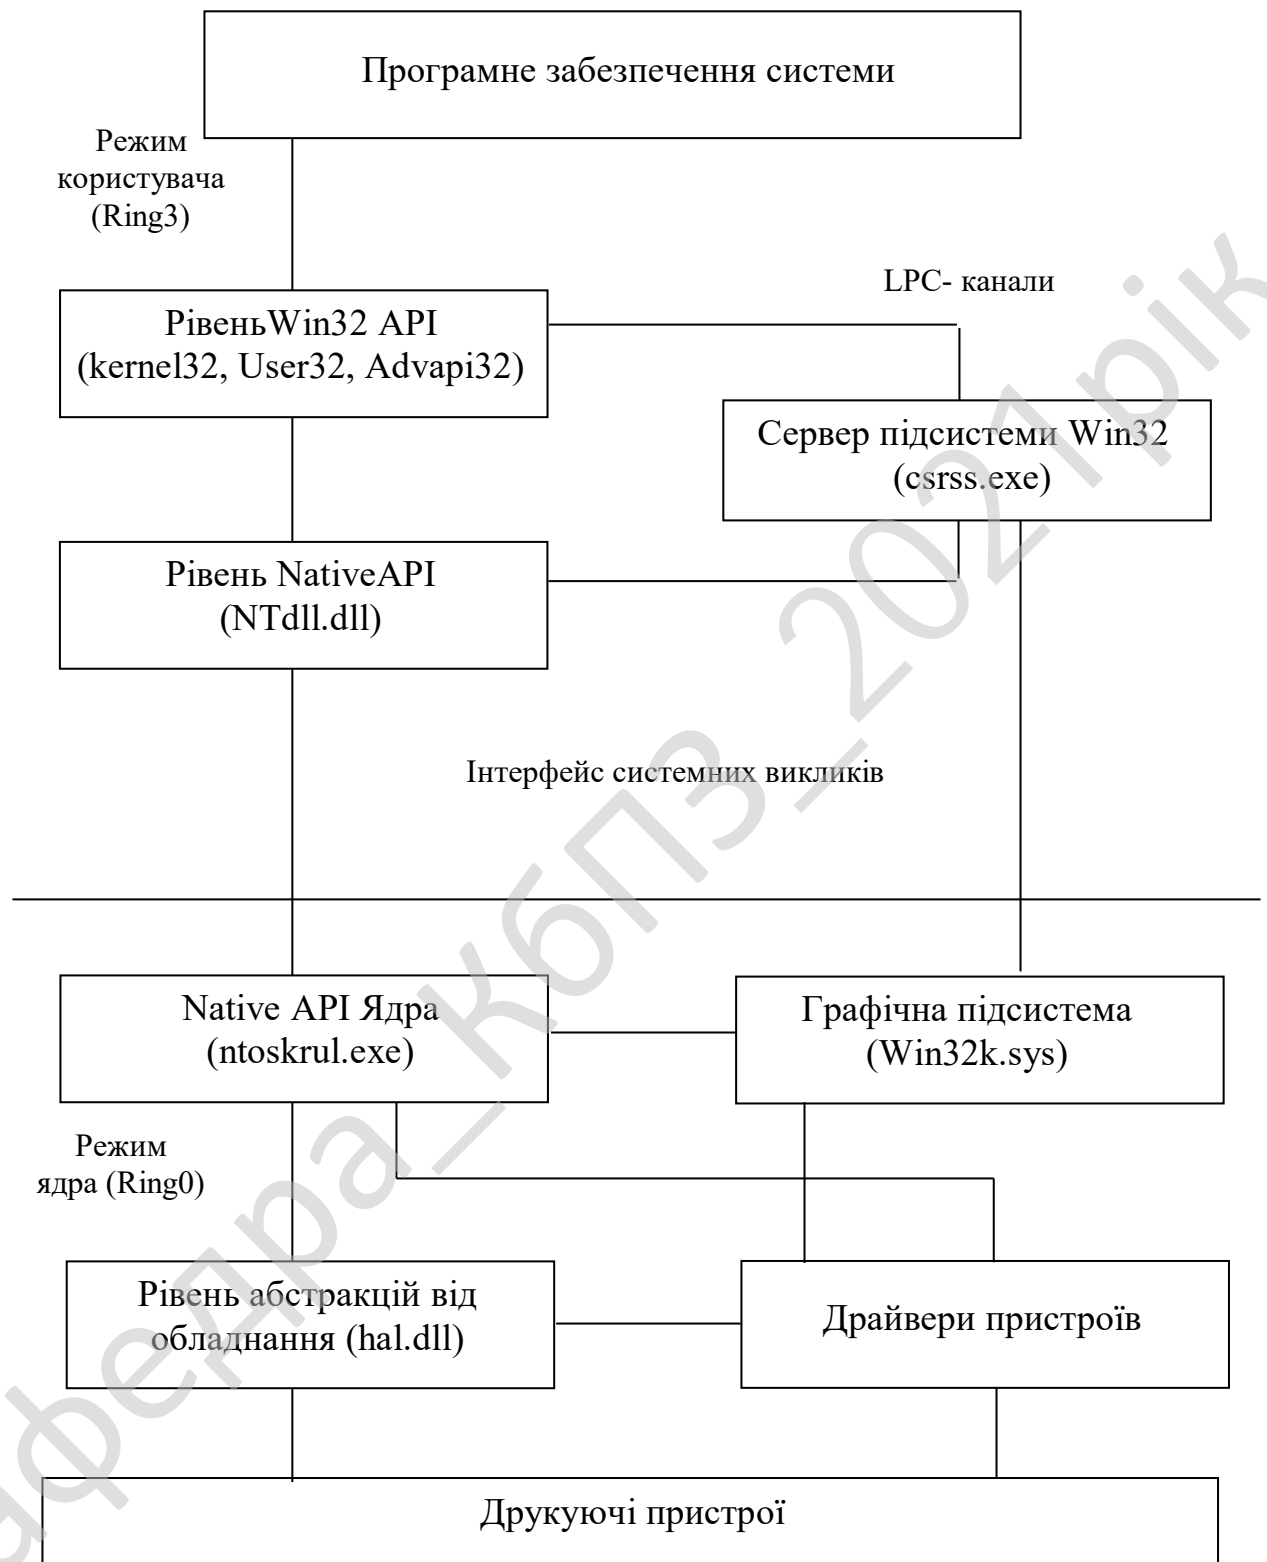 Програмне забезпечення системи
Режим
користувача
(Ring3)
LPC- канали
РівеньWin32 API
(kernel32, User32, Advapi32)
Сервер підсистеми Win32
(csrss.exe)
Рівень NativeAPI
(NTdll.dll)
Інтерфейс системних викликів
Native API Ядра
(ntoskrul.exe)
Графічна підсистема
(Win32k.sys)
Режим
ядра (Ring0)
Рівень абстракцій від
обладнання (hal.dll)
Драйвери пристроїв
Друкуючі пристрої
афедра_КбПЗ_2021рік